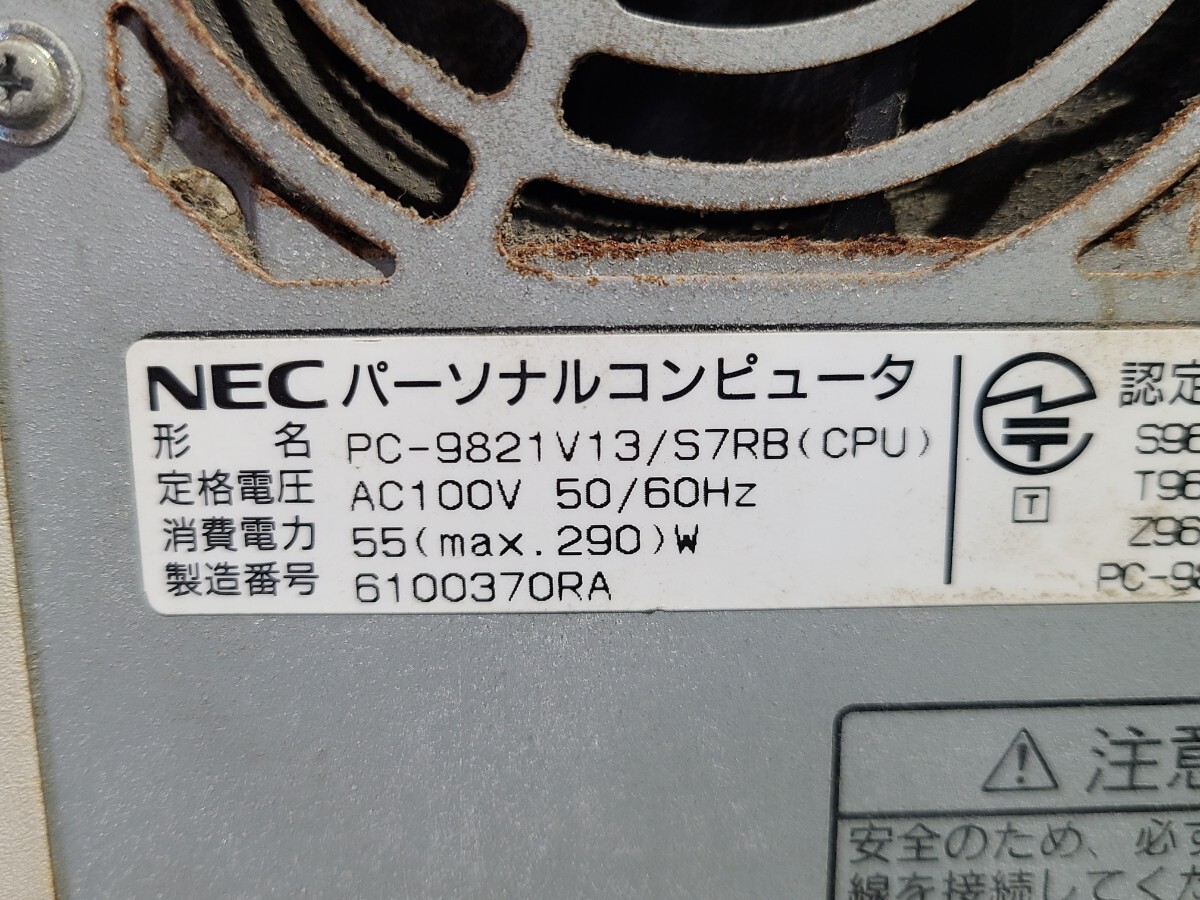 NEC パーソナルコンピュータ
形 名 PC-9821V13/S7RB(CPU)
定格電圧 AC100V 50/60Hz
消費電力 55(max.290)W
製造番号 6100370RA
T
認定
S96
T96
PC-98
注意
安全のため、必ず
線を接続してくだ